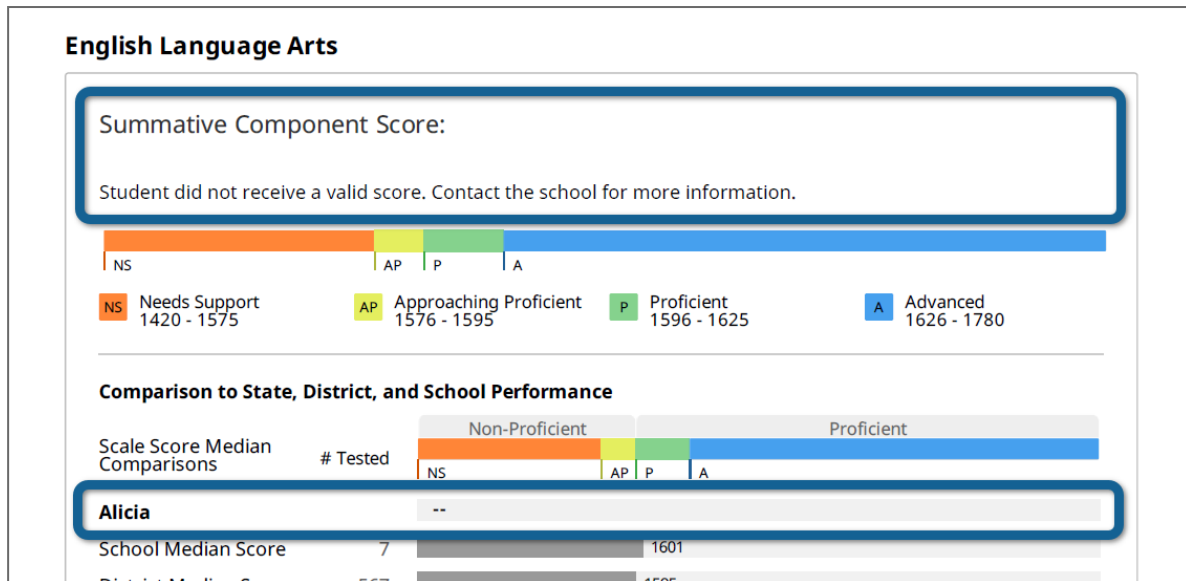 English Language Arts
Summative Component Score:
Student did not receive a valid score. Contact the school for more information.
NS AP P A
NS Needs Support AP Approaching Proficient P Proficient A Advanced
1420 - 1575 1576 - 1595 1596 - 1625 1626 - 1780
Comparison to State, District, and School Performance
Non-Proficient Proficient
Scale Score Median
Comparisons # Tested
NS AP P A
Alicia --
School Median Score 7 1601